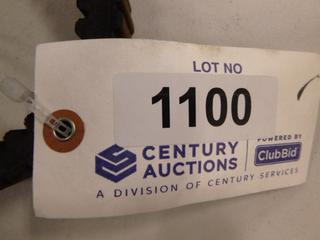 LOT NO
1100
CENTURY
AUCTIONS
POWERED BY
ClubBid
A DIVISION OF CENTURY SERVICES